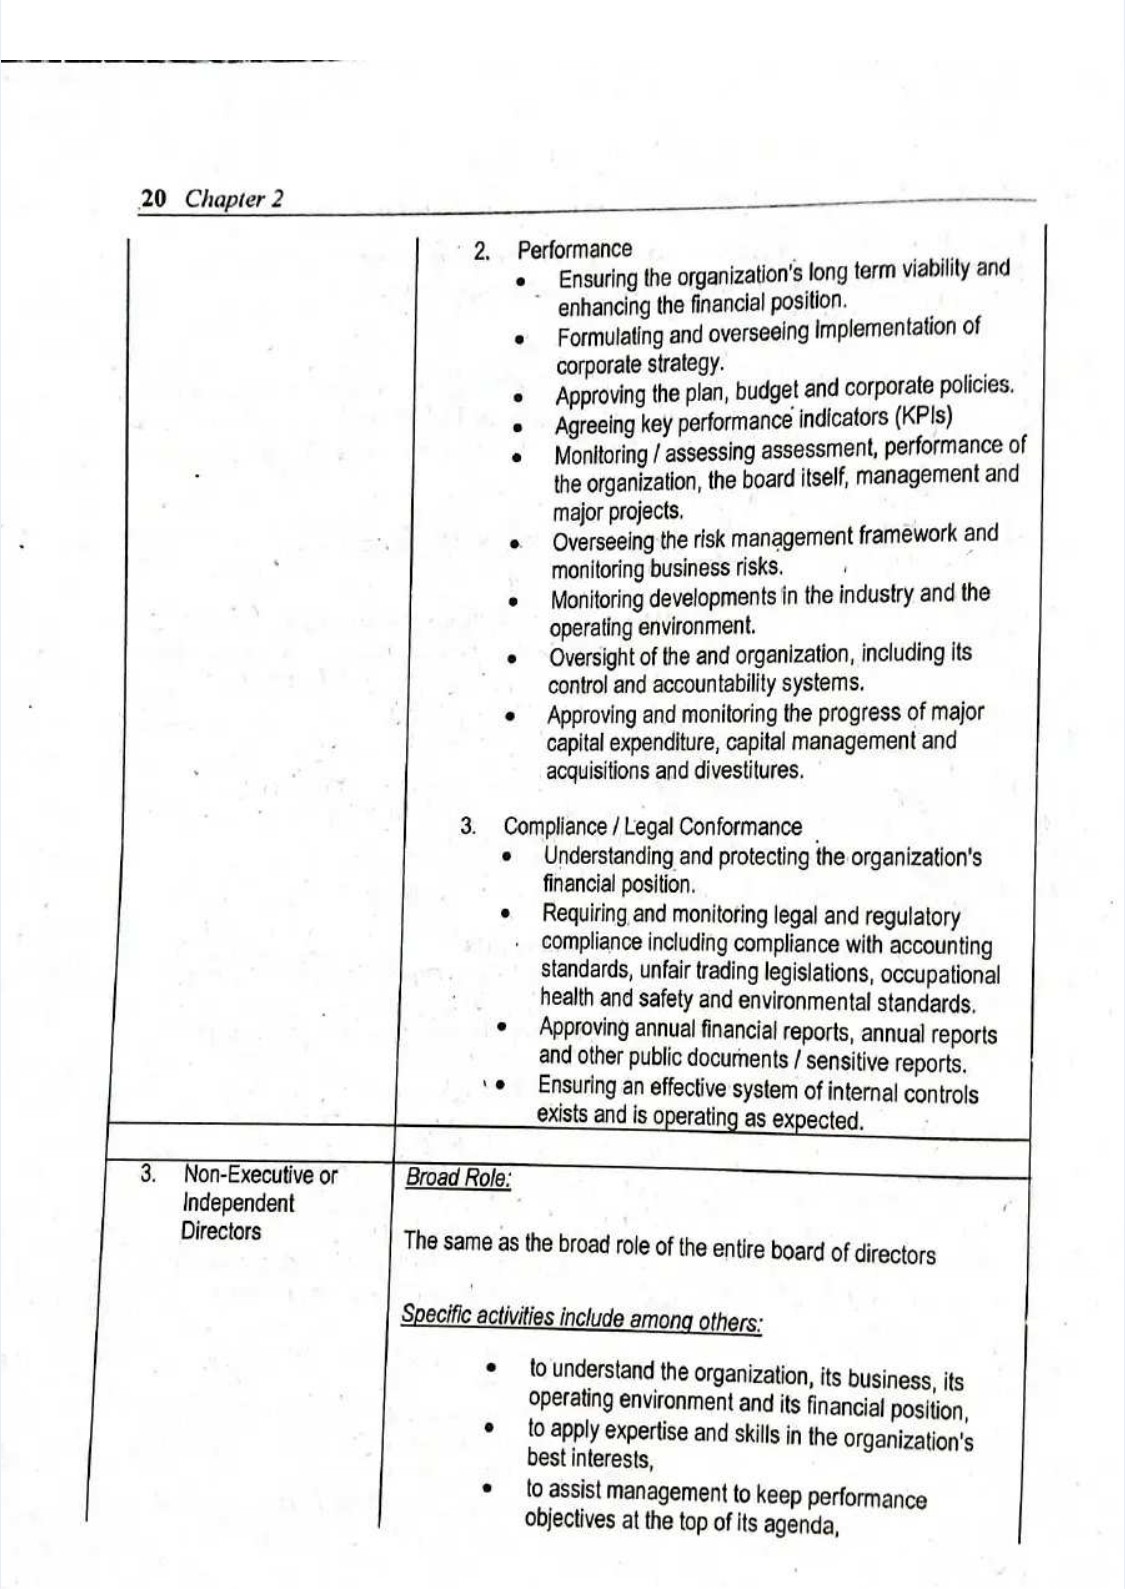 20 Chapter 2
2. Performance
• Ensuring the organization's long term viability and
enhancing the financial position.
• Formulating and overseeing Implementation of
corporate strategy.
• Approving the plan, budget and corporate policies.
• Agreeing key performance indicators (KPIs)
• Monitoring / assessing assessment, performance of
the organization, the board itself, management and
major projects.
• Overseeing the risk management framework and
monitoring business risks.
• Monitoring developments in the industry and the
operating environment.
• Oversight of the and organization, including its
control and accountability systems.
• Approving and monitoring the progress of major
capital expenditure, capital management and
acquisitions and divestitures.
3. Compliance / Legal Conformance
• Understanding and protecting the organization's
financial position.
• Requiring and monitoring legal and regulatory
compliance including compliance with accounting
standards, unfair trading legislations, occupational
health and safety and environmental standards.
• Approving annual financial reports, annual reports
and other public documents / sensitive reports.
• Ensuring an effective system of internal controls
exists and is operating as expected.
3. Non-Executive or
Independent
Directors
Broad Role:
The same as the broad role of the entire board of directors
Specific activities include among others:
• to understand the organization, its business, its
operating environment and its financial position,
• to apply expertise and skills in the organization's
best interests,
• to assist management to keep performance
objectives at the top of its agenda,